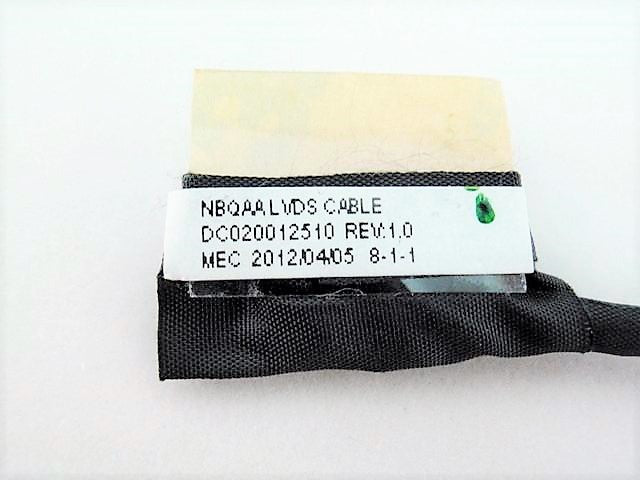 NBQAA LVDS CABLE
DC020012510 REV:1.0
MEC 2012/04/05 8-1-1